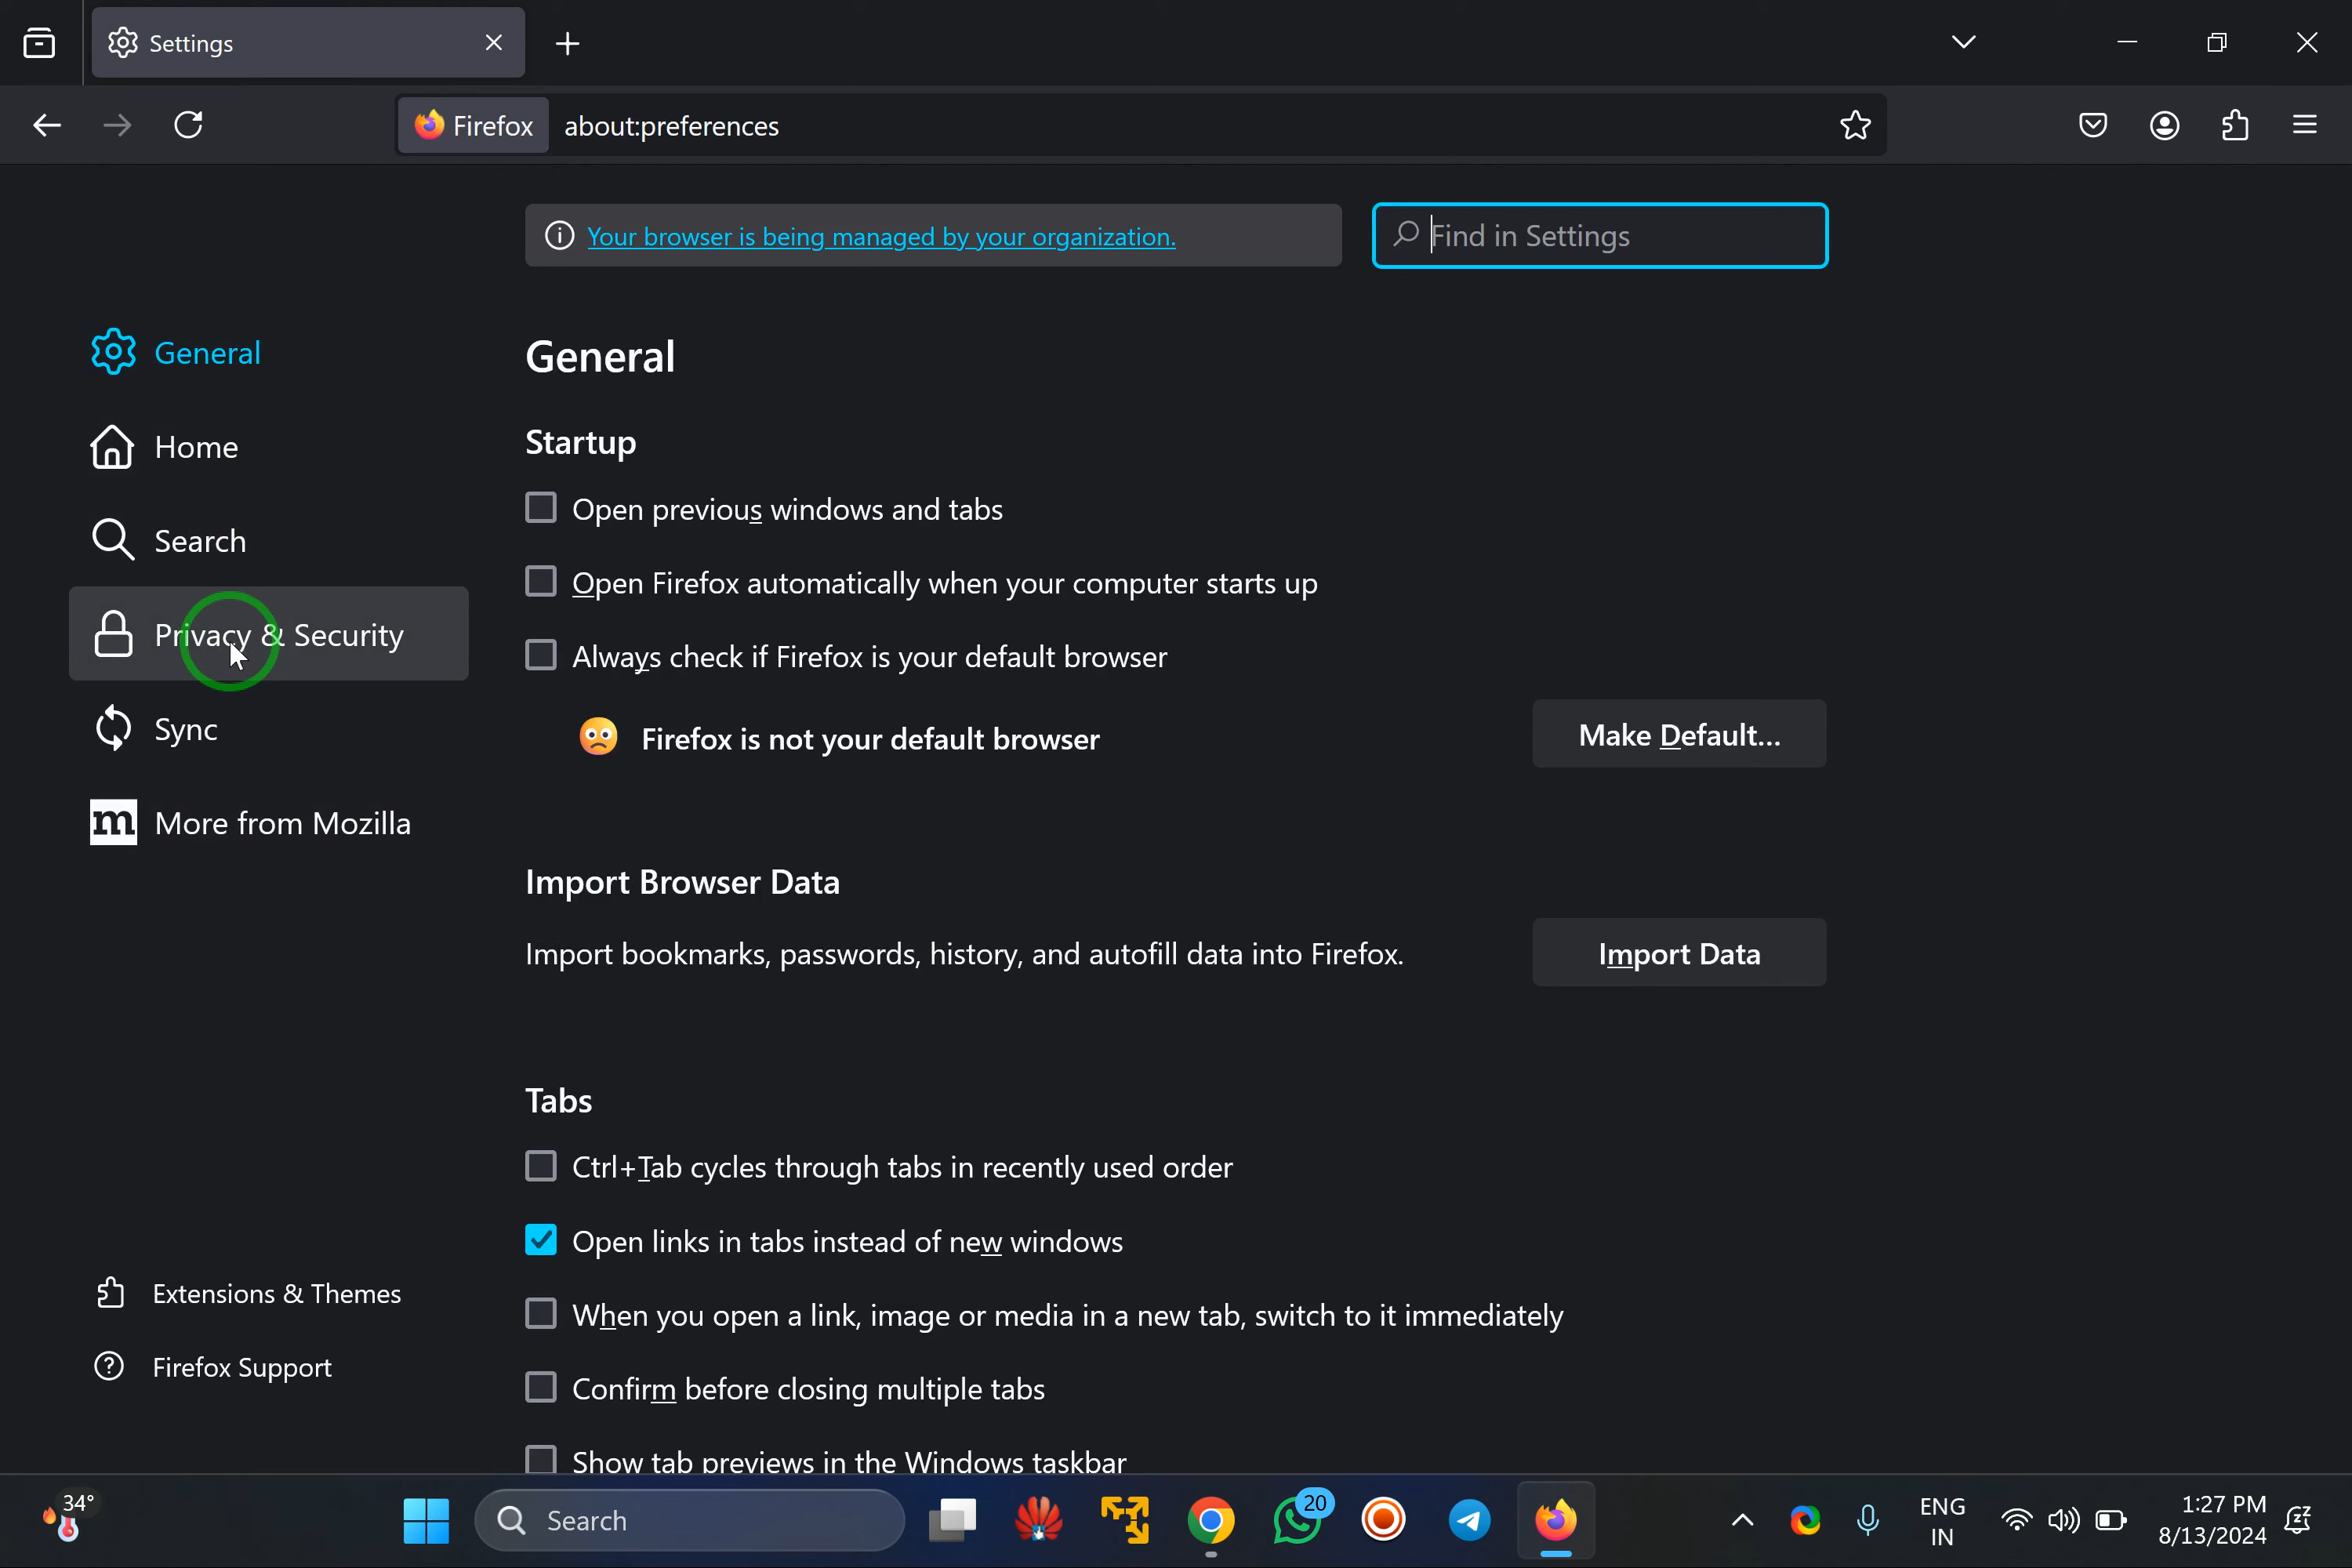 Settings
Firefox about:preferences
Your browser is being managed by your organization.
Find in Settings
General
Home
Search
Privacy & Security
Sync
More from Mozilla
Extensions & Themes
Firefox Support
General
Startup
Open previous windows and tabs
Open Firefox automatically when your computer starts up
Always check if Firefox is your default browser
Firefox is not your default browser
Make Default...
Import Browser Data
Import bookmarks, passwords, history, and autofill data into Firefox.
Import Data
Tabs
Ctrl+Tab cycles through tabs in recently used order
Open links in tabs instead of new windows
When you open a link, image or media in a new tab, switch to it immediately
Confirm before closing multiple tabs
Show tab previews in the Windows taskbar
34°
Search
20
ENG
IN
1:27 PM
8/13/2024